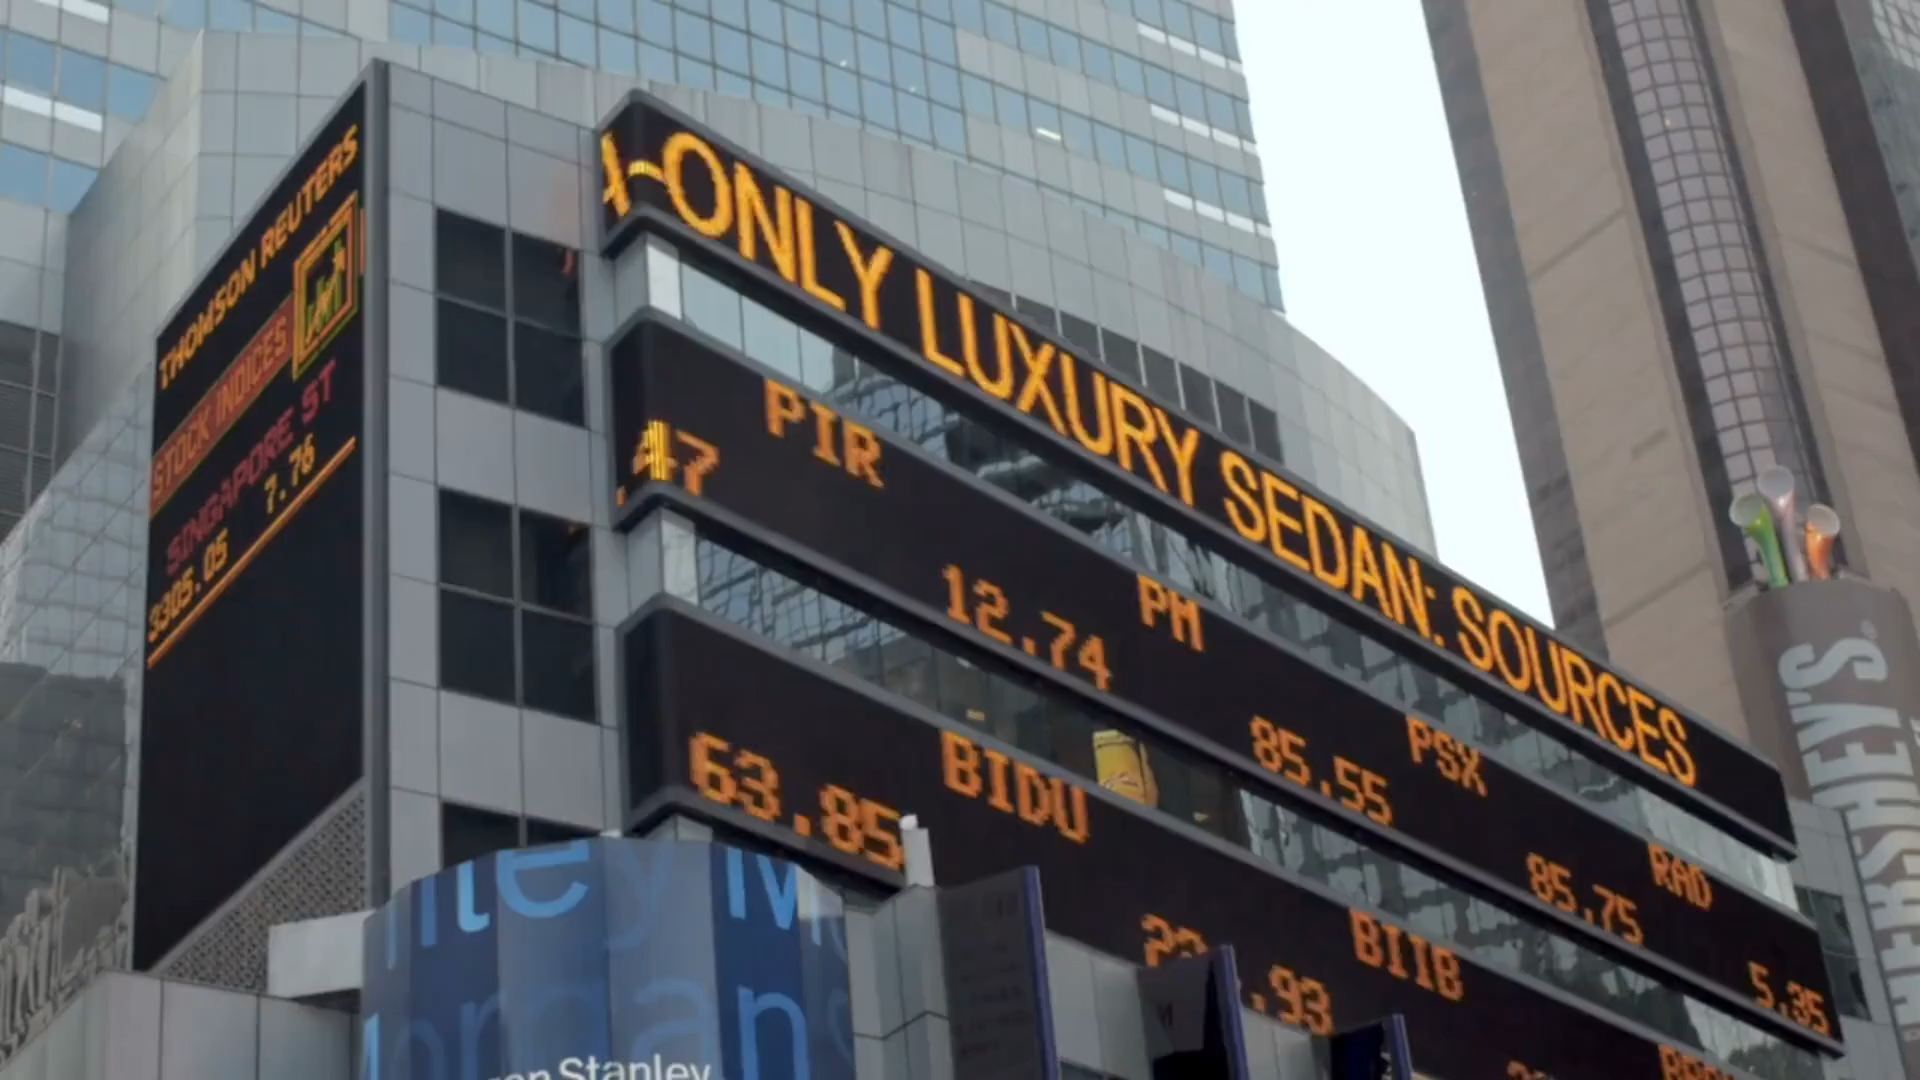 THOMSON REUTERS
STOCK INDICES
SINGAPORE ST
3305.05 7.76
-ONLY LUXURY SEDAN: SOURCES
.47 PIR 12.74 PM 85.55 PSX 85.75 RAD 5.35
63.85 BIDU .93 BIIB
HERSHEY'S
Stanley